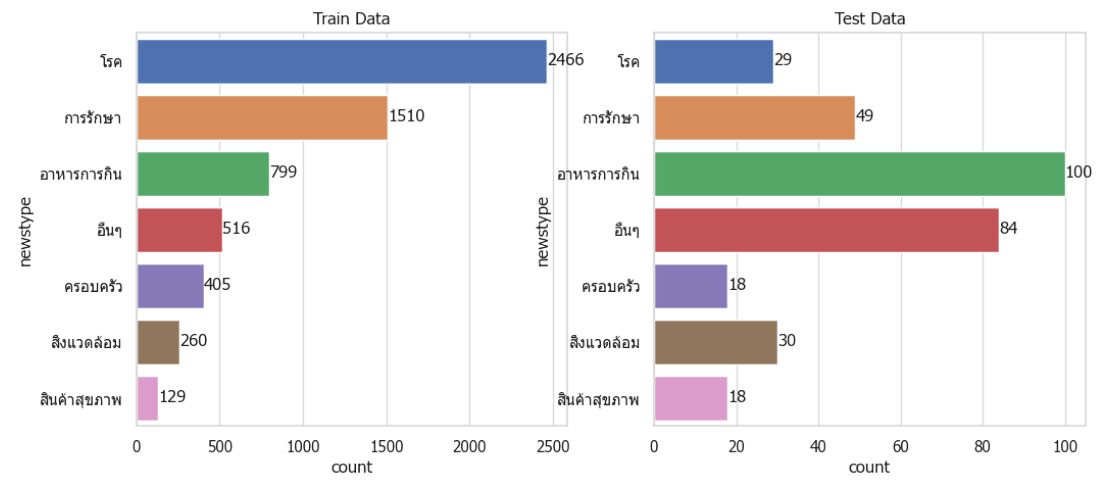 Train Data
newstype
โรค 2466
การรักษา 1510
อาหารการกิน 799
อื่นๆ 516
ครอบครัว 405
สิ่งแวดล้อม 260
สินค้าสุขภาพ 129
0 500 1000 1500 2000 2500
count
Test Data
newstype
โรค 29
การรักษา 49
อาหารการกิน 100
อื่นๆ 84
ครอบครัว 18
สิ่งแวดล้อม 30
สินค้าสุขภาพ 18
0 20 40 60 80 100
count